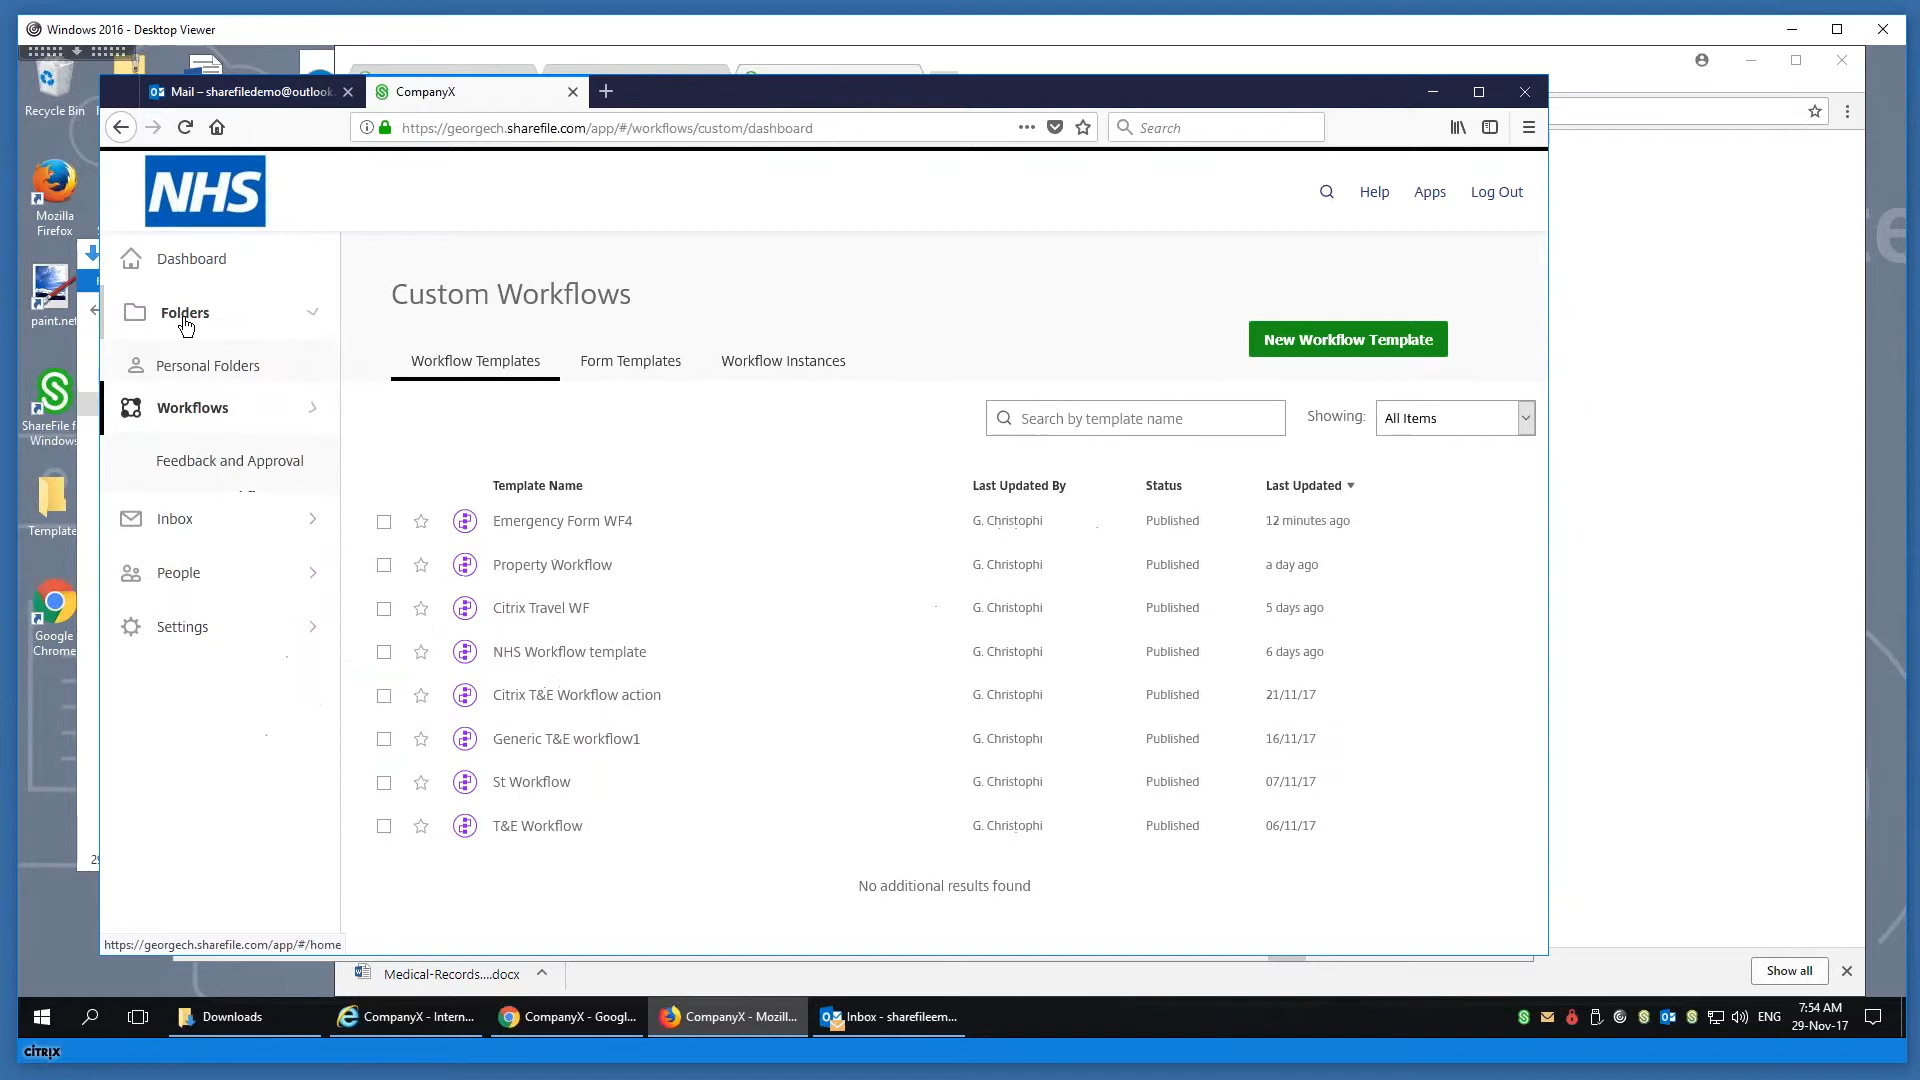 Windows 2016 - Desktop Viewer
Mail – sharefiledemo@outlook.
CompanyX
https://georgech.sharefile.com/app/#/workflows/custom/dashboard
Search
NHS
Help
Apps
Log Out
Recycle Bin
Mozilla
Firefox
paint.net
ShareFile f
Windows
Template
Google
Chrome
Dashboard
Folders
Personal Folders
Workflows
Feedback and Approval
Inbox
People
Settings
Custom Workflows
New Workflow Template
Workflow Templates
Form Templates
Workflow Instances
Search by template name
Showing:
All Items
Template Name Last Updated By Status Last Updated
Emergency Form WF4 G. Christophi Published 12 minutes ago
Property Workflow G. Christophi Published a day ago
Citrix Travel WF G. Christophi Published 5 days ago
NHS Workflow template G. Christophi Published 6 days ago
Citrix T&E Workflow action G. Christophi Published 21/11/17
Generic T&E workflow1 G. Christophi Published 16/11/17
St Workflow G. Christophi Published 07/11/17
T&E Workflow G. Christophi Published 06/11/17
No additional results found
https://georgech.sharefile.com/app/#/home
Medical-Records....docx
Show all
Downloads
CompanyX - Intern...
CompanyX - Googl...
CompanyX - Mozill...
Inbox - sharefileem...
ENG
7:54 AM
29-Nov-17
CITRIX